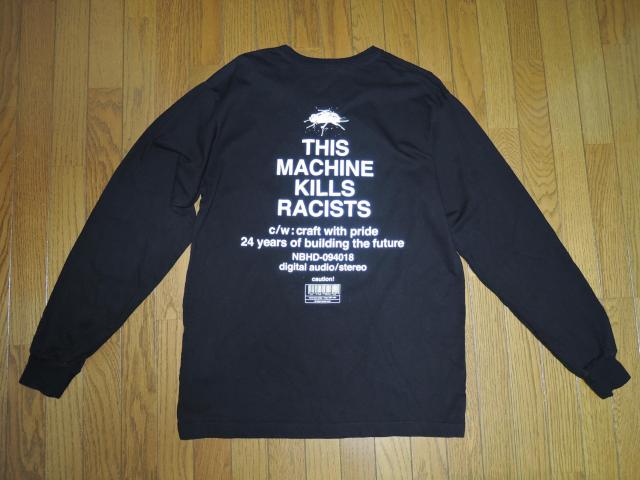 THIS
MACHINE
KILLS
RACISTS
c/w: craft with pride
24 years of building the future
NBHD-094018
digital audio/stereo
caution!